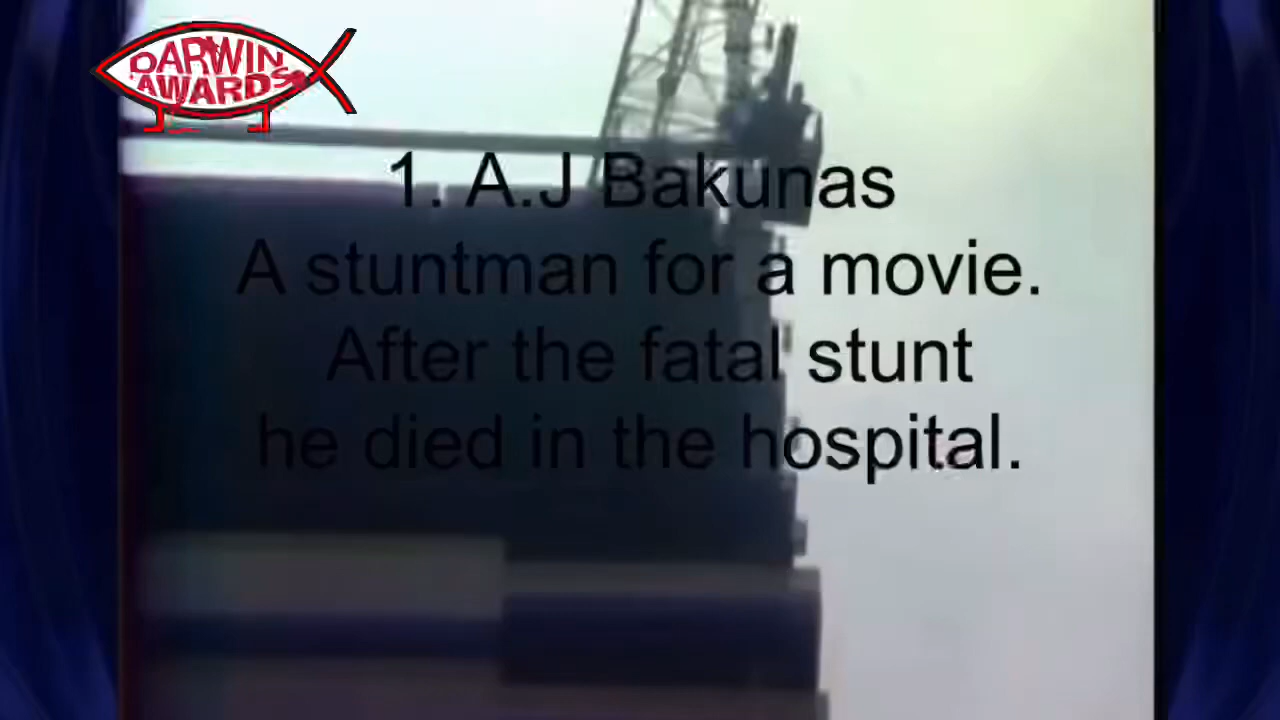 DARWIN
AWARDS
1. A.J Bakunas
A stuntman for a movie.
After the fatal stunt
he died in the hospital.